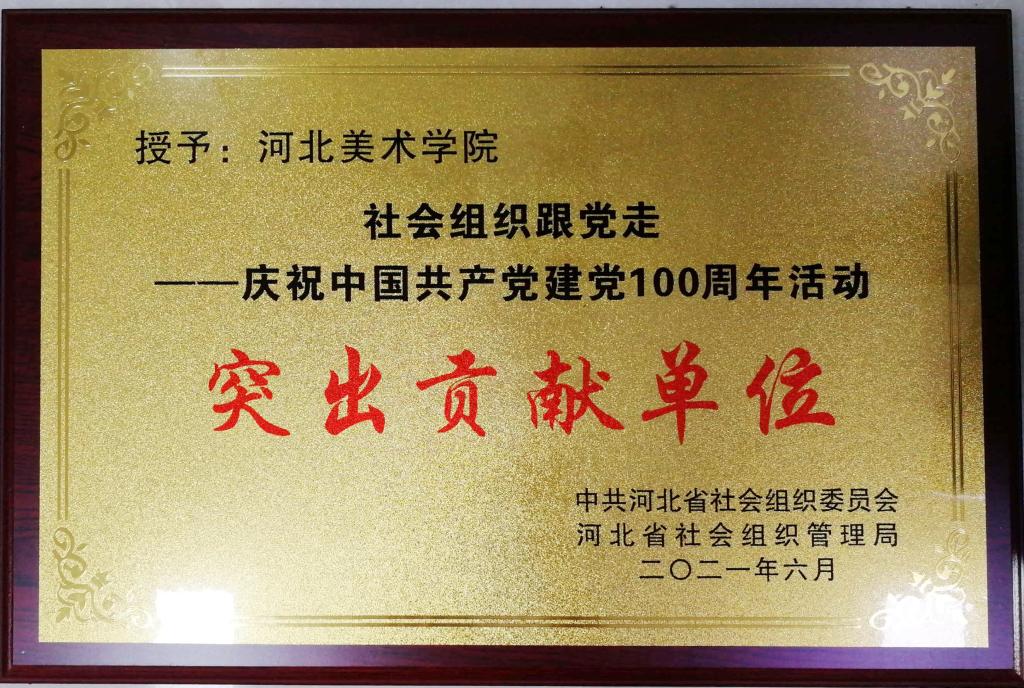 授予：河北美术学院
社会组织跟党走
——庆祝中国共产党建党100周年活动
突出贡献单位
中共河北省社会组织委员会
河北省社会组织管理局
二〇二一年六月